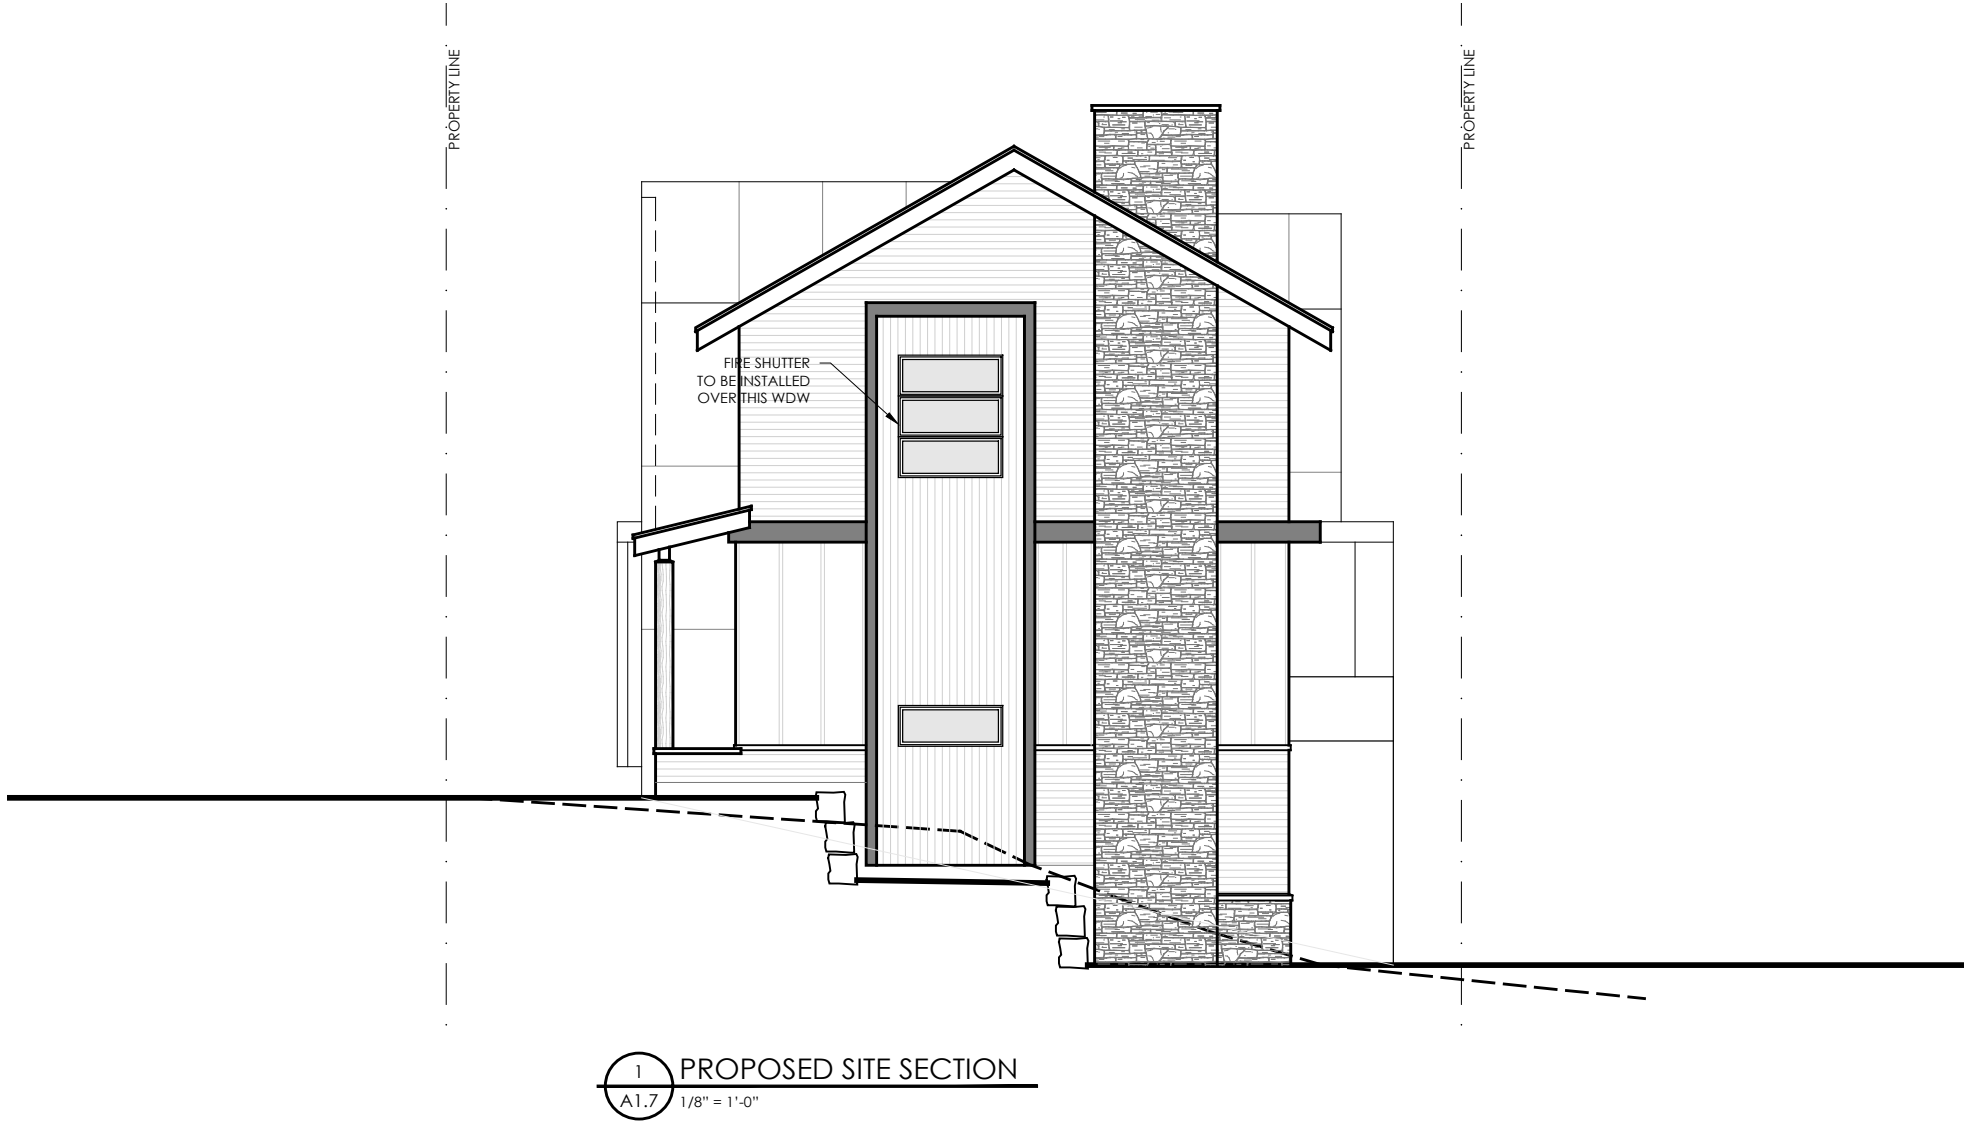 PROPERTY LINE
PROPERTY LINE
FIRE SHUTTER
TO BE INSTALLED
OVER THIS WDW
1
A1.7
PROPOSED SITE SECTION
1/8" = 1'-0"